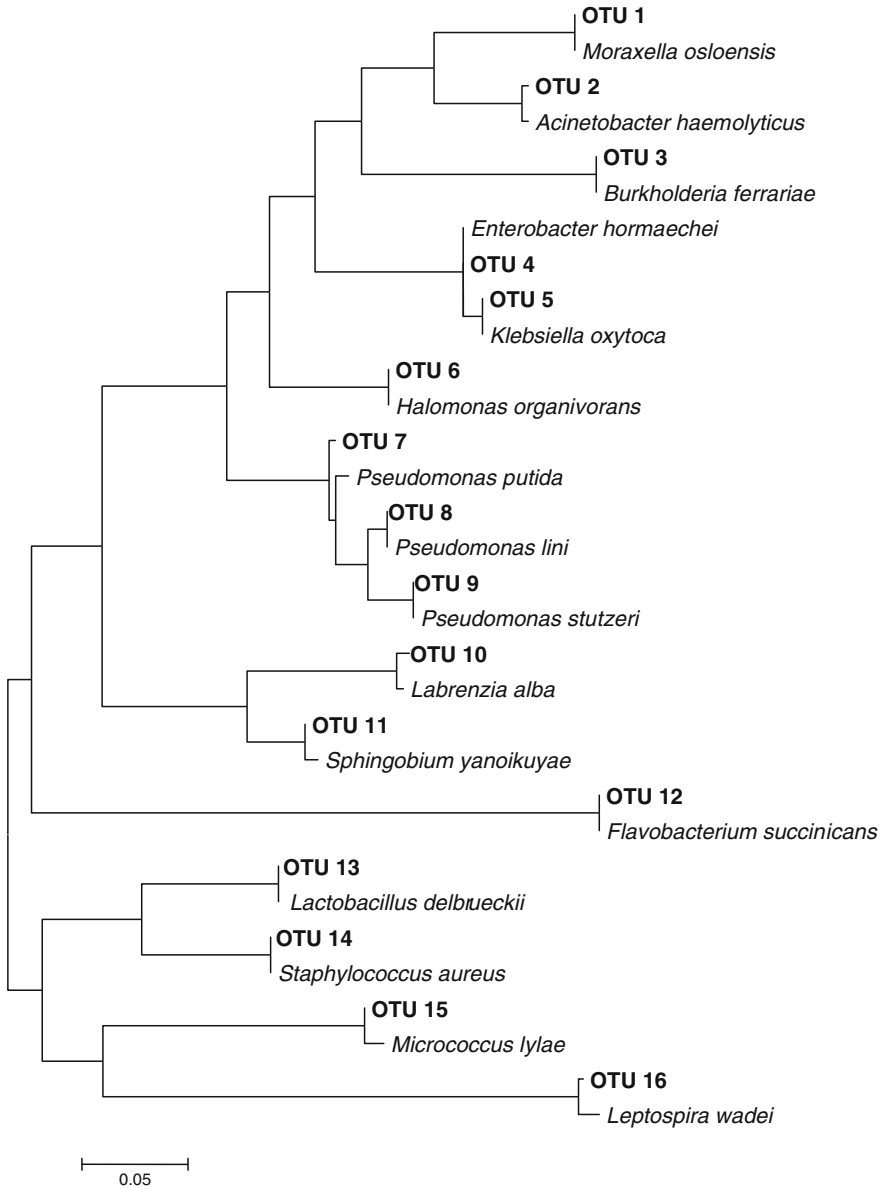 OTU 1
Moraxella osloensis
OTU 2
Acinetobacter haemolyticus
OTU 3
Burkholderia ferrariae
Enterobacter hormaechei
OTU 4
OTU 5
Klebsiella oxytoca
OTU 6
Halomonas organivorans
OTU 7
Pseudomonas putida
OTU 8
Pseudomonas lini
OTU 9
Pseudomonas stutzeri
OTU 10
Labrenzia alba
OTU 11
Sphingobium yanoikuyae
OTU 12
Flavobacterium succinicans
OTU 13
Lactobacillus delbrueckii
OTU 14
Staphylococcus aureus
OTU 15
Micrococcus lylae
OTU 16
Leptospira wadei
0.05